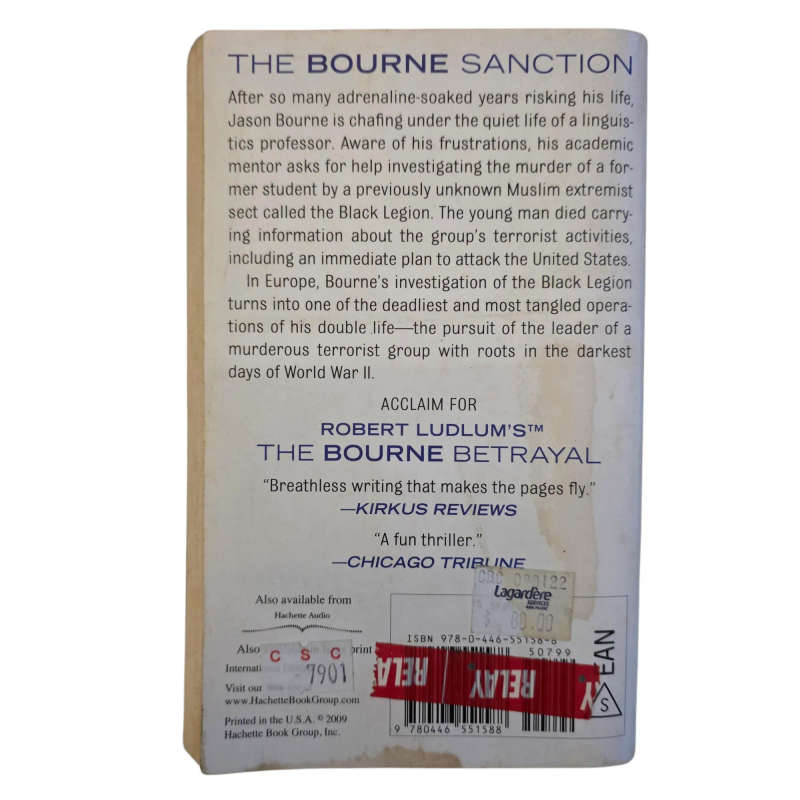 THE BOURNE SANCTION
After so many adrenaline-soaked years risking his life,
Jason Bourne is chafing under the quiet life of a linguis-
tics professor. Aware of his frustrations, his academic
mentor asks for help investigating the murder of a for-
mer student by a previously unknown Muslim extremist
sect called the Black Legion. The young man died carry-
ing information about the group's terrorist activities,
including an immediate plan to attack the United States.
In Europe, Bourne's investigation of the Black Legion
turns into one of the deadliest and most tangled opera-
tions of his double life—the pursuit of the leader of a
murderous terrorist group with roots in the darkest
days of World War II.
ACCLAIM FOR
ROBERT LUDLUM'S™
THE BOURNE BETRAYAL
"Breathless writing that makes the pages fly."
—KIRKUS REVIEWS
"A fun thriller."
—CHICAGO TRIBUNE
Also available from
Hachette Audio
Also
print
C S C
7901
Visit our
www.HachetteBookGroup.com
Printed in the U.S.A. © 2009
Hachette Book Group, Inc.
Lagardère
SERVICES
ISBN 978-0-446-55158-8
50799
RELAY
RELAY
EAN
S
9 780446 551588